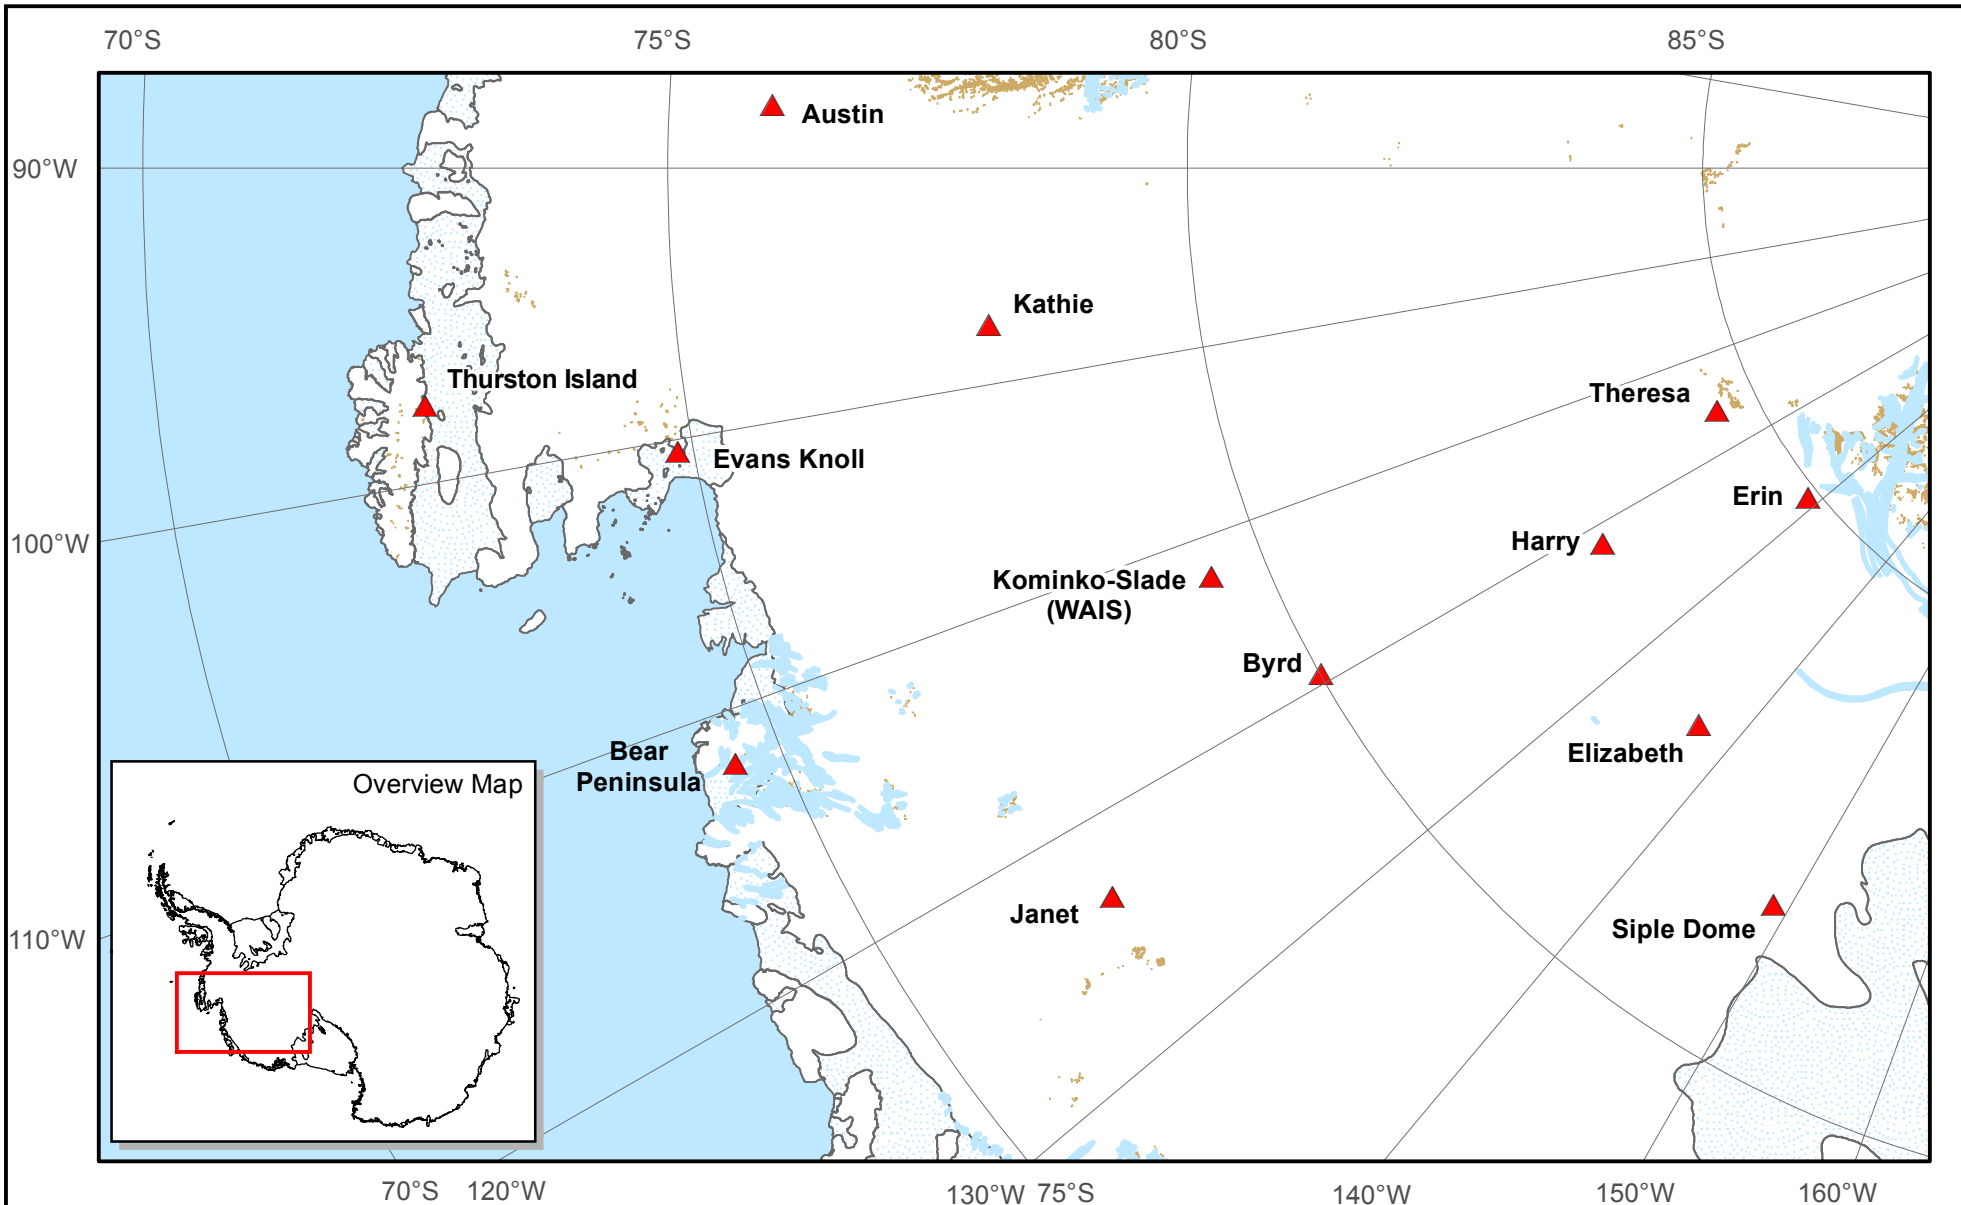 70°S 75°S 80°S 85°S
Austin
90°W
Kathie
Thurston Island
Theresa
Evans Knoll
Erin
100°W
Harry
Kominko-Slade
(WAIS)
Byrd
Bear
Peninsula
Elizabeth
Overview Map
Janet
Siple Dome
110°W
70°S 120°W 130°W 75°S 140°W 150°W 160°W